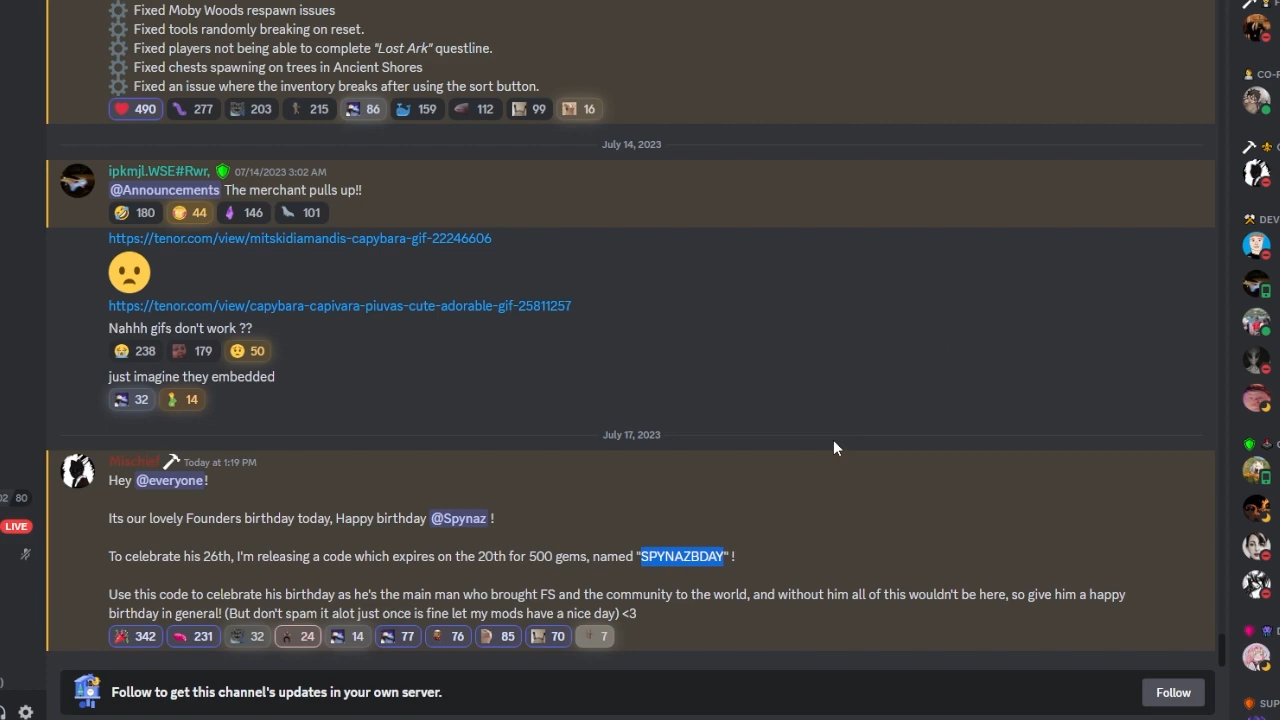 Fixed Moby Woods respawn issues
Fixed tools randomly breaking on reset.
Fixed players not being able to complete "Lost Ark" questline.
Fixed chests spawning on trees in Ancient Shores
Fixed an issue where the inventory breaks after using the sort button.
490 277 203 215 86 159 112 99 16
July 14, 2023
ipkmjl.WSE#Rwr, 07/14/2023 3:02 AM
@Announcements The merchant pulls up!!
180 44 146 101
https://tenor.com/view/mitskidiamandis-capybara-gif-22246606
https://tenor.com/view/capybara-capivara-piuvas-cute-adorable-gif-25811257
Nahhh gifs don't work ??
238 179 50
just imagine they embedded
32 14
July 17, 2023
Mischief Today at 1:19 PM
Hey @everyone!
Its our lovely Founders birthday today, Happy birthday @Spynaz !
To celebrate his 26th, I'm releasing a code which expires on the 20th for 500 gems, named "SPYNAZBDAY" !
Use this code to celebrate his birthday as he's the main man who brought FS and the community to the world, and without him all of this wouldn't be here, so give him a happy
birthday in general! (But don't spam it alot just once is fine let my mods have a nice day) <3
342 231 32 24 14 77 76 85 70 7
Follow to get this channel's updates in your own server.
Follow
02 80
LIVE
CO-
DEV
SUP